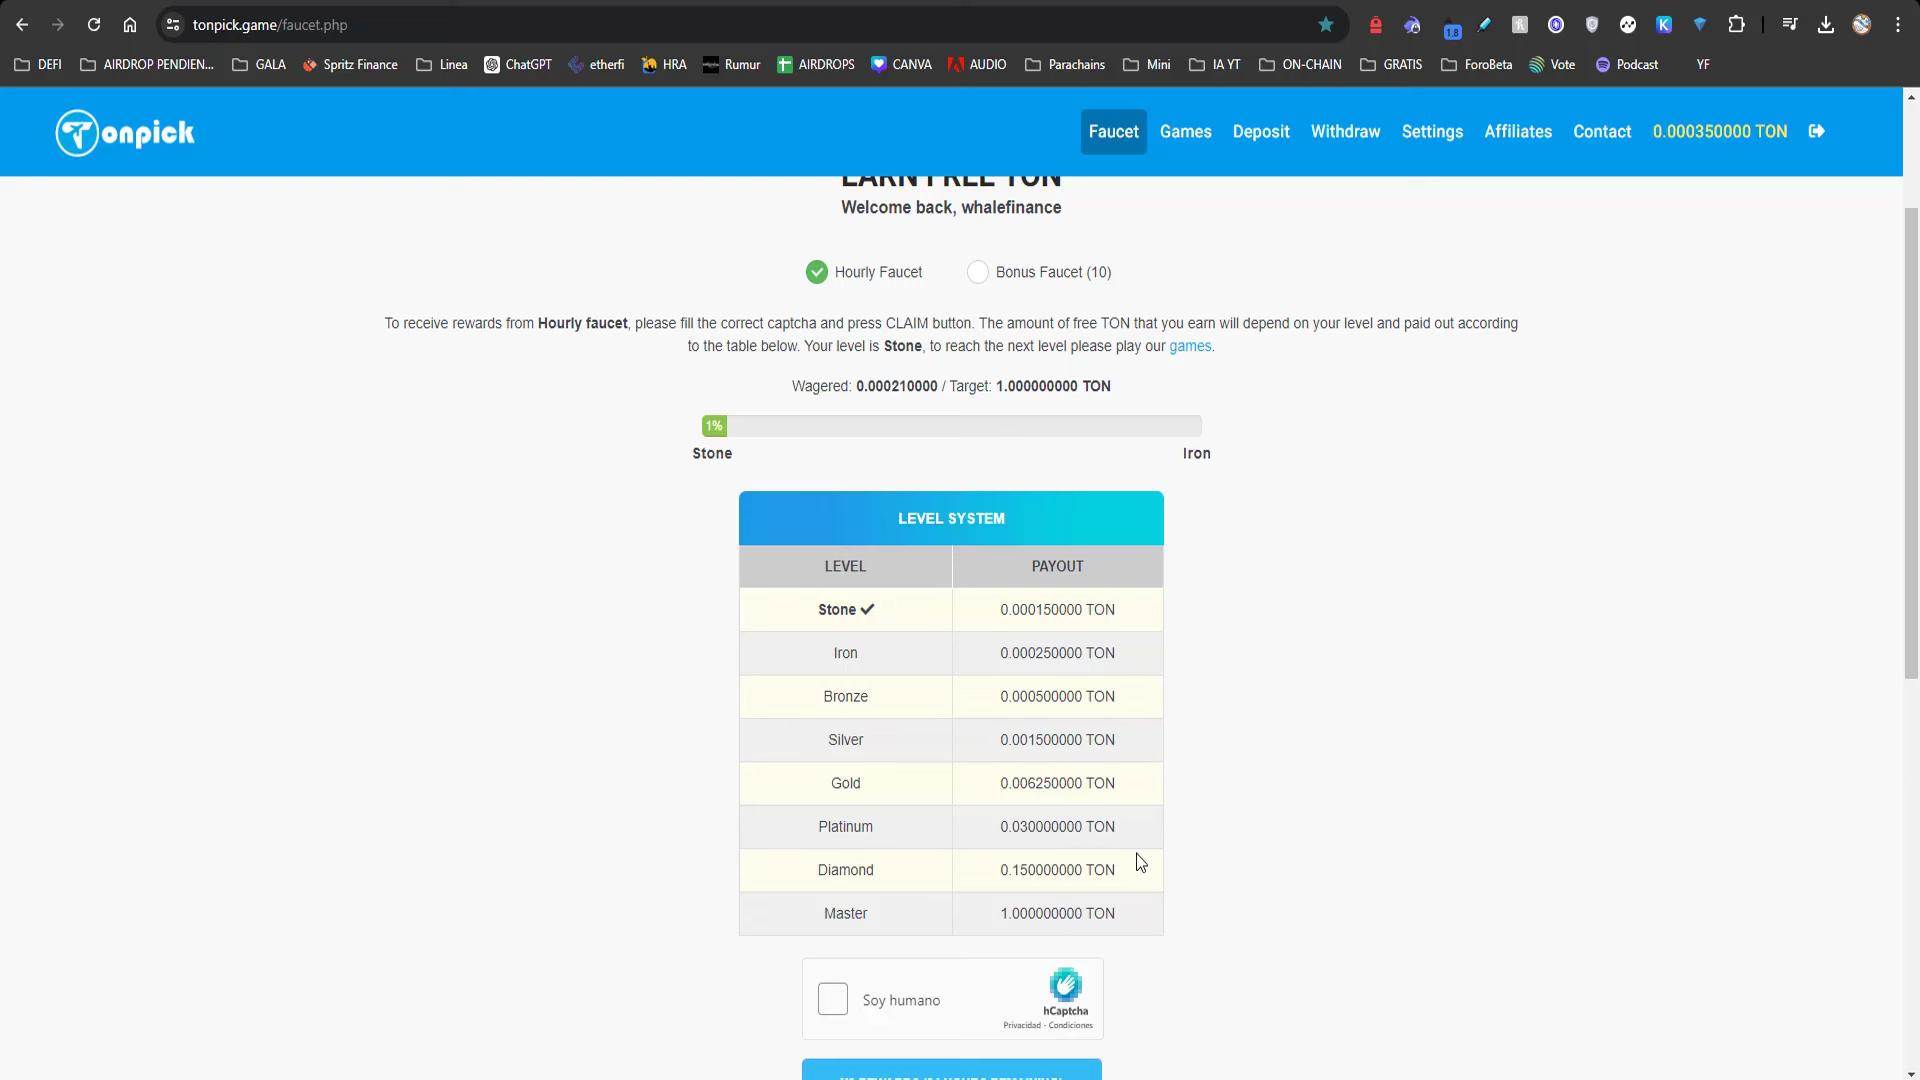 tonpick.game/faucet.php
1.8
DEFI
AIRDROP PENDIEN...
GALA
Spritz Finance
Linea
ChatGPT
etherfi
HRA
Rumur
AIRDROPS
CANVA
AUDIO
Parachains
Mini
IA YT
ON-CHAIN
GRATIS
ForoBeta
Vote
Podcast
YF
Tonpick
Faucet
Games
Deposit
Withdraw
Settings
Affiliates
Contact
0.000350000 TON
EARN FREE TON
Welcome back, whalefinance
Hourly Faucet
Bonus Faucet (10)
To receive rewards from Hourly faucet, please fill the correct captcha and press CLAIM button. The amount of free TON that you earn will depend on your level and paid out according
to the table below. Your level is Stone, to reach the next level please play our games.
Wagered: 0.000210000 / Target: 1.000000000 TON
1%
Stone
Iron
LEVEL SYSTEM
LEVEL
PAYOUT
Stone
0.000150000 TON
Iron
0.000250000 TON
Bronze
0.000500000 TON
Silver
0.001500000 TON
Gold
0.006250000 TON
Platinum
0.030000000 TON
Diamond
0.150000000 TON
Master
1.000000000 TON
Soy humano
hCaptcha
Privacidad - Condiciones